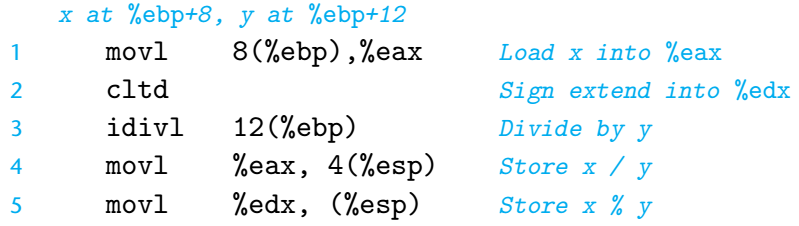 x at %ebp+8, y at %ebp+12
1 movl 8(%ebp),%eax Load x into %eax
2 cltd Sign extend into %edx
3 idivl 12(%ebp) Divide by y
4 movl %eax, 4(%esp) Store x / y
5 movl %edx, (%esp) Store x % y